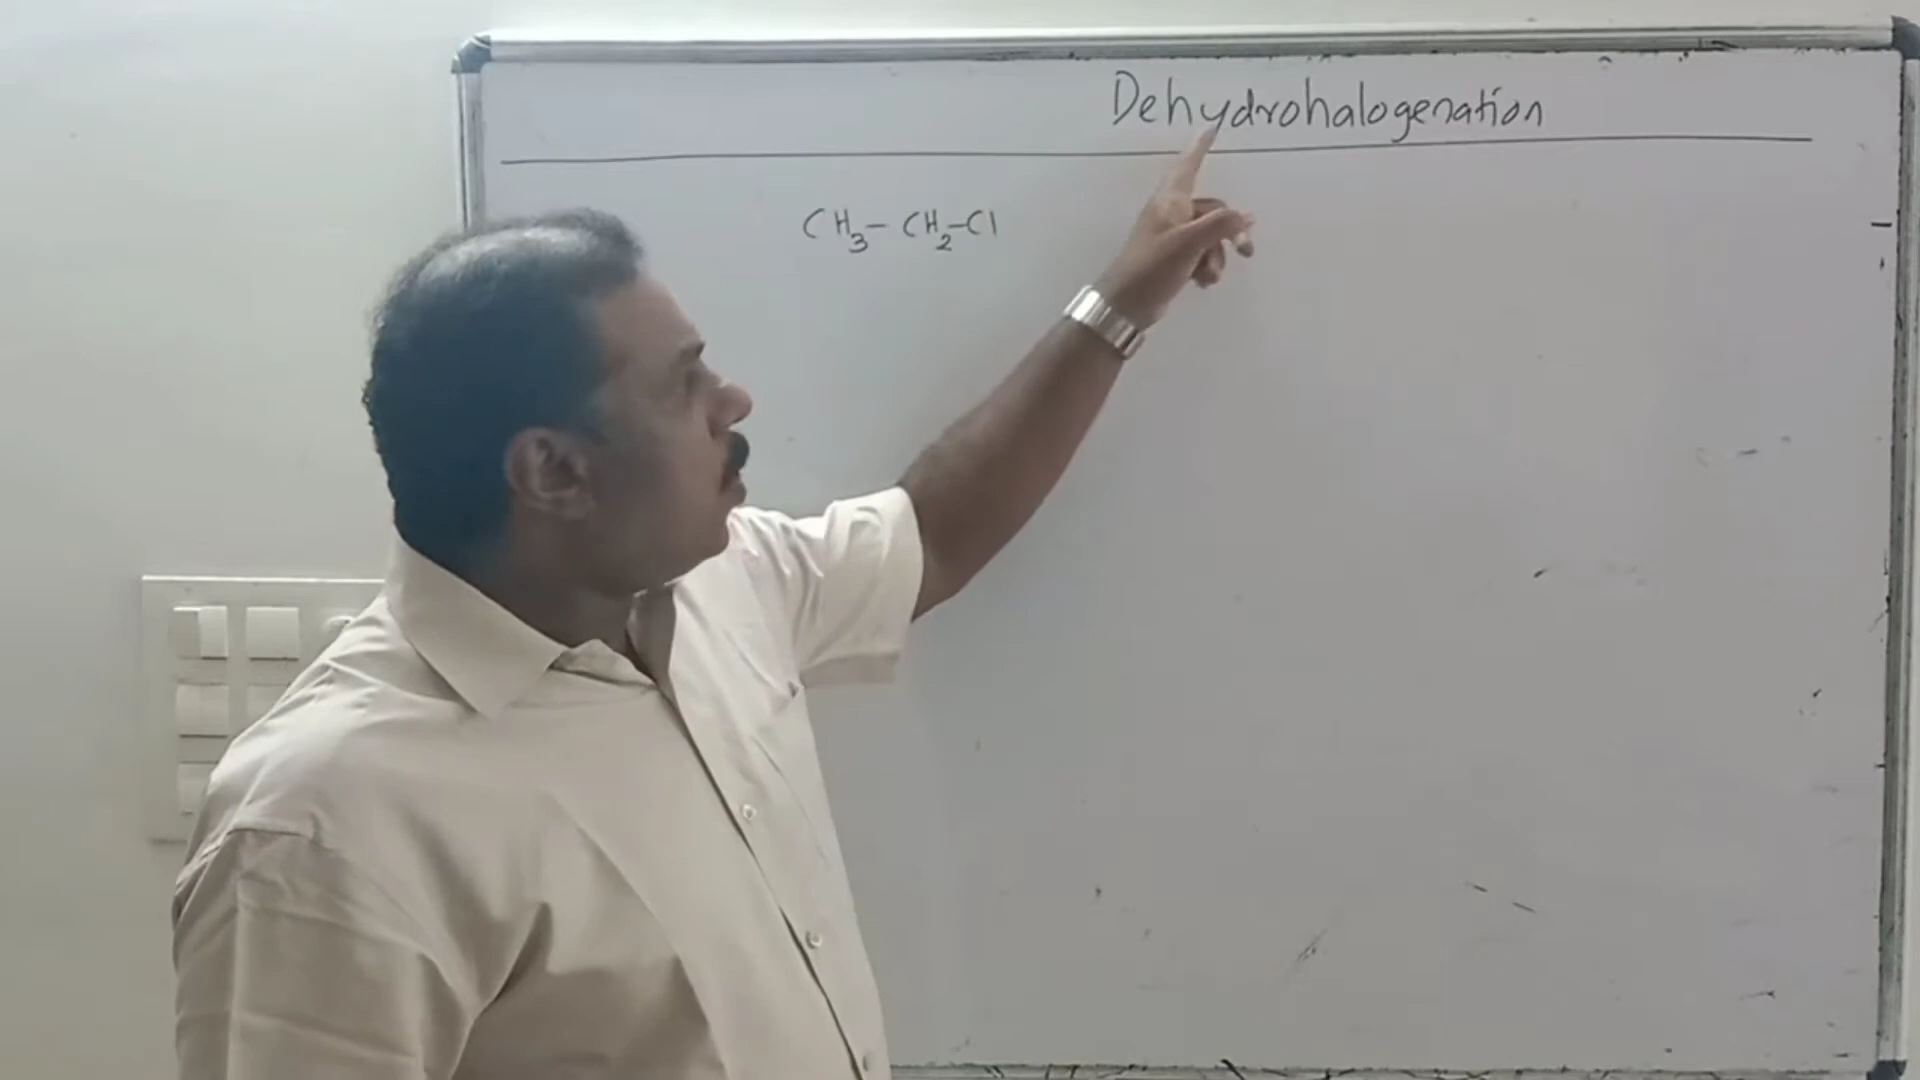 Dehydrohalogenation
CH₃ – CH₂ – Cl